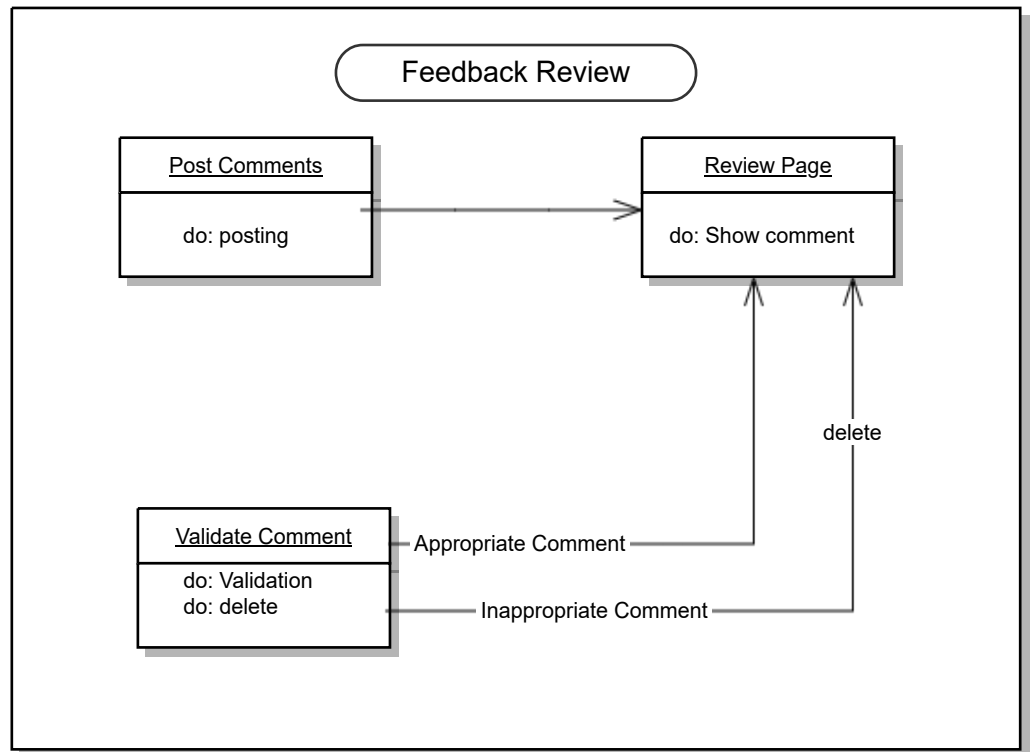 Feedback Review
Post Comments
do: posting
Review Page
do: Show comment
delete
Validate Comment
do: Validation
do: delete
Appropriate Comment
Inappropriate Comment